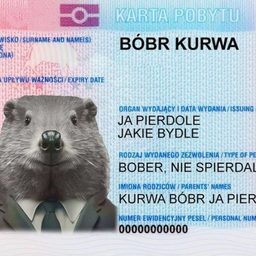 KARTA POBYTU
WISKO / (SURNAME AND NAME(S)
BÓBR KURWA
A UPŁYWU WAŻNOŚCI / EXPIRY DATE
ORGAN WYDAJĄCY / DATA WYDANIA / ISSUING
JA PIERDOLE
JAKIE BYDLE
RODZAJ WYDANEGO ZEZWOLENIA / TYPE OF PE
BOBER, NIE SPIERDAL
IMIONA RODZICÓW / PARENTS' NAMES
KURWA BÓBR JA PIER
NUMER EWIDENCYJNY PESEL / PERSONAL NUM
00000000000